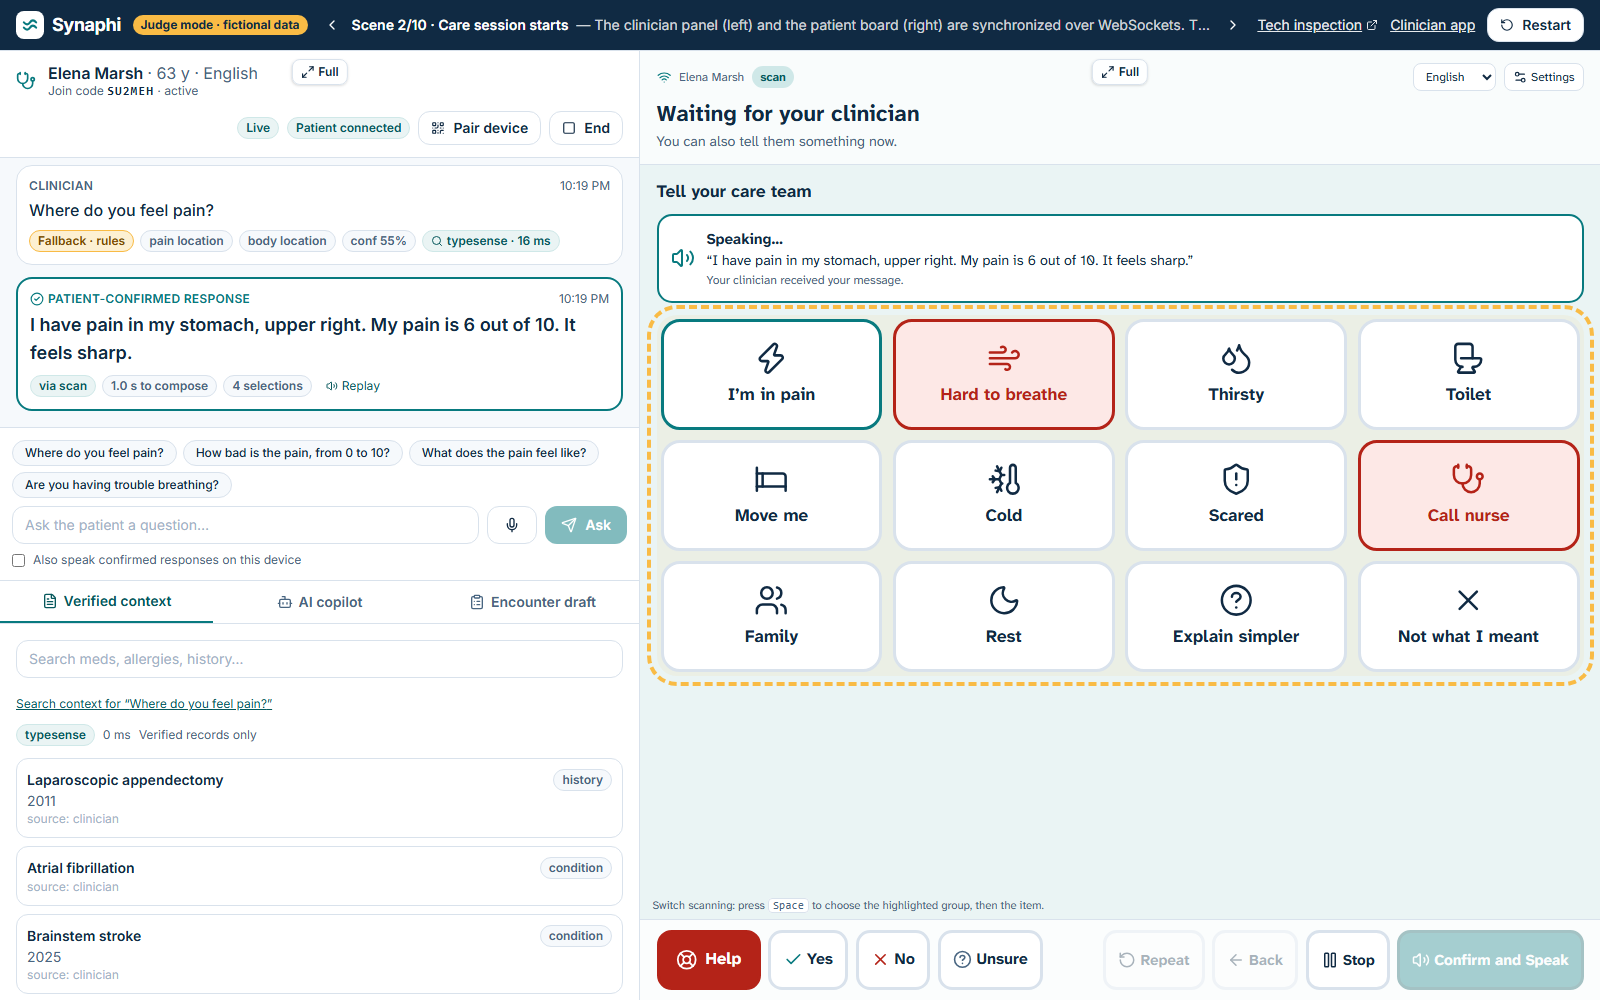 Synaphi
Judge mode · fictional data
Scene 2/10 · Care session starts — The clinician panel (left) and the patient board (right) are synchronized over WebSockets. T...
Tech inspection
Clinician app
Restart
Elena Marsh · 63 y · English
Join code SU2MEH · active
Full
Live
Patient connected
Pair device
End
CLINICIAN
10:19 PM
Where do you feel pain?
Fallback · rules
pain location
body location
conf 55%
typesense · 16 ms
PATIENT-CONFIRMED RESPONSE
10:19 PM
I have pain in my stomach, upper right. My pain is 6 out of 10. It
feels sharp.
via scan
1.0 s to compose
4 selections
Replay
Where do you feel pain?
How bad is the pain, from 0 to 10?
What does the pain feel like?
Are you having trouble breathing?
Ask the patient a question...
Ask
Also speak confirmed responses on this device
Verified context
AI copilot
Encounter draft
Search meds, allergies, history...
Search context for “Where do you feel pain?”
typesense
0 ms
Verified records only
Laparoscopic appendectomy
history
2011
source: clinician
Atrial fibrillation
condition
source: clinician
Brainstem stroke
condition
2025
source: clinician
Elena Marsh
scan
Full
English
Settings
Waiting for your clinician
You can also tell them something now.
Tell your care team
Speaking...
“I have pain in my stomach, upper right. My pain is 6 out of 10. It feels sharp.”
Your clinician received your message.
I’m in pain
Hard to breathe
Thirsty
Toilet
Move me
Cold
Scared
Call nurse
Family
Rest
Explain simpler
Not what I meant
Switch scanning: press Space to choose the highlighted group, then the item.
Help
Yes
No
Unsure
Repeat
Back
Stop
Confirm and Speak